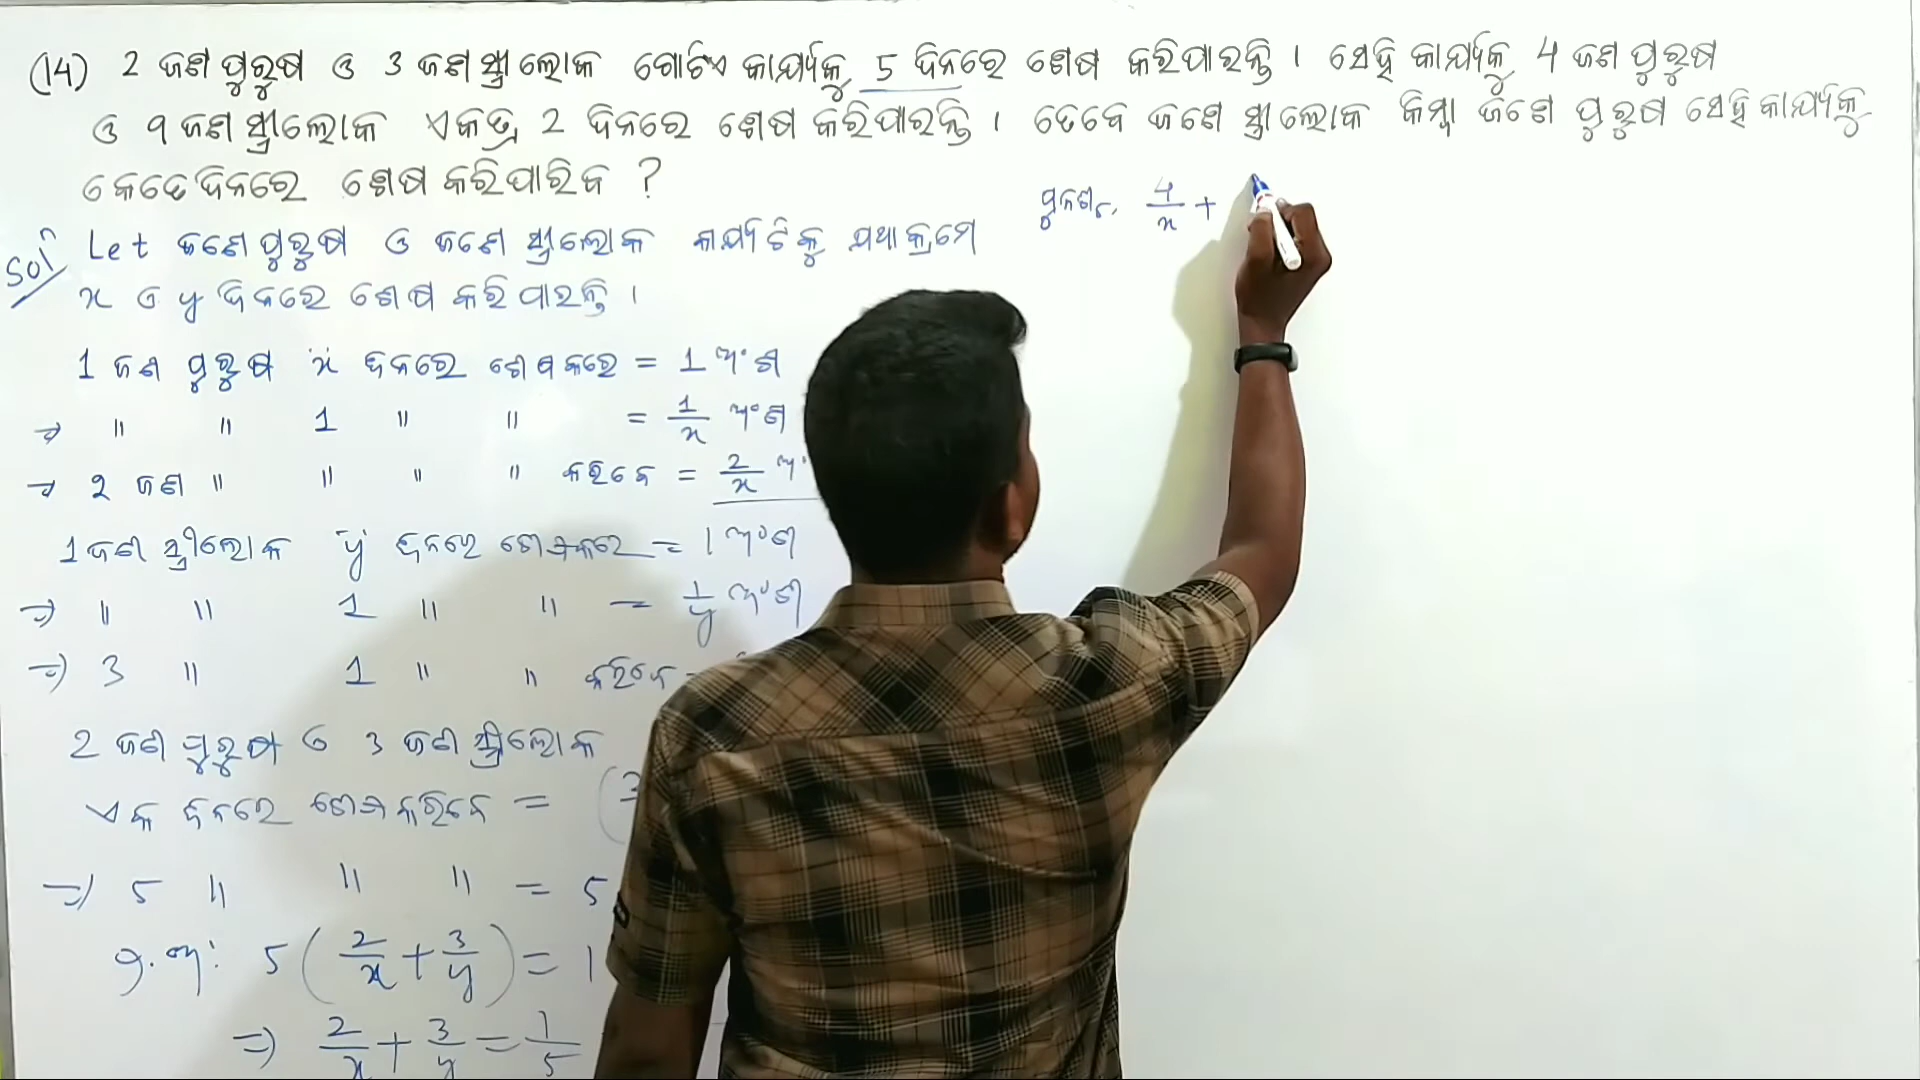 (14) 2 ଜଣ ପୁରୁଷ ଓ 3 ଜଣ ସ୍ତ୍ରୀଲୋକ ଗୋଟିଏ କାର୍ଯ୍ୟକୁ 5 ଦିନରେ ଶେଷ କରିପାରନ୍ତି । ସେହି କାର୍ଯ୍ୟକୁ 4 ଜଣ ପୁରୁଷ
ଓ ୨ ଜଣ ସ୍ତ୍ରୀଲୋକ ଏକତ୍ର 2 ଦିନରେ ଶେଷ କରିପାରନ୍ତି । ତେବେ ଜଣେ ସ୍ତ୍ରୀଲୋକ କିମ୍ବା ଜଣେ ପୁରୁଷ ସେହି କାର୍ଯ୍ୟକୁ
କେତେ ଦିନରେ ଶେଷ କରିପାରିବ ?
Solⁿ Let ଜଣେ ପୁରୁଷ ଓ ଜଣେ ସ୍ତ୍ରୀଲୋକ କାର୍ଯ୍ୟଟିକୁ ଯଥାକ୍ରମେ
x ଓ y ଦିନରେ ଶେଷ କରିପାରନ୍ତି ।
1 ଜଣ ପୁରୁଷ 'x' ଦିନରେ ଶେଷ କରେ = 1 ଅଂଶ
⇒ " " 1 " " = 1/x ଅଂଶ
⇒ 2 ଜଣ " " " " କରିବେ = 2/x
1 ଜଣ ସ୍ତ୍ରୀଲୋକ 'y' ଦିନରେ ଶେଷ କରେ = 1 ଅଂଶ
⇒ " " 1 " " = 1/y ଅଂଶ
⇒ 3 " 1 " " କରିବେ =
2 ଜଣ ପୁରୁଷ ଓ 3 ଜଣ ସ୍ତ୍ରୀଲୋକ
ଏକ ଦିନରେ ଶେଷ କରିବେ = (
⇒ 5 " " " = 5
ପ୍ର.ଅ: 5 (2/x + 3/y) = 1
⇒ 2/x + 3/y = 1/5
ପୁନଶ୍ଚ, 4/x +